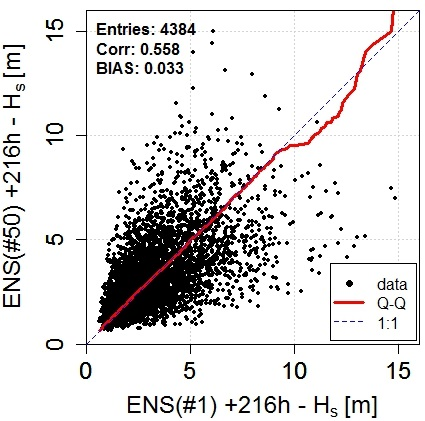 Entries: 4384
Corr: 0.558
BIAS: 0.033
ENS(#50) +216h - Hs [m]
15
10
5
0
data
Q-Q
1:1
0 5 10 15
ENS(#1) +216h - Hs [m]